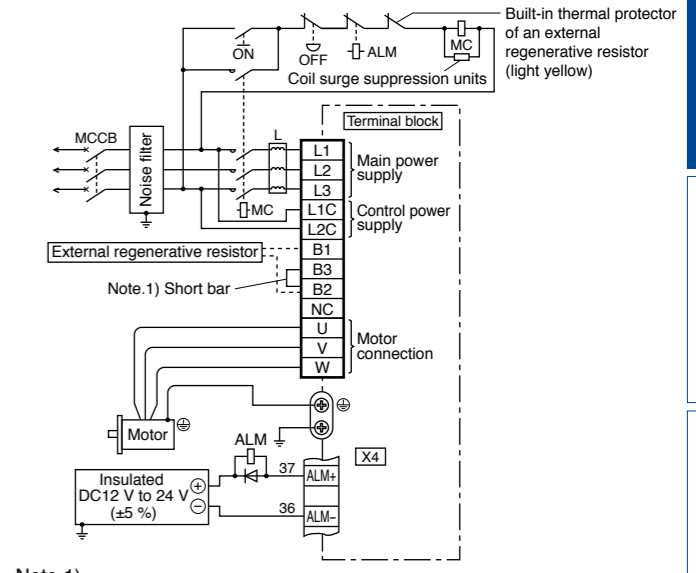 Built-in thermal protector
of an external
regenerative resistor
(light yellow)
ON
OFF
ALM
MC
Coil surge suppression units
Terminal block
MCCB
Noise filter
L
L1
L2
L3
Main power
supply
MC
L1C
L2C
Control power
supply
External regenerative resistor
B1
B3
Note.1) Short bar
B2
NC
U
V
W
Motor
connection
Motor
ALM
X4
Insulated
DC12 V to 24 V
(±5 %)
+
−
37
ALM+
36
ALM−
Note.1)